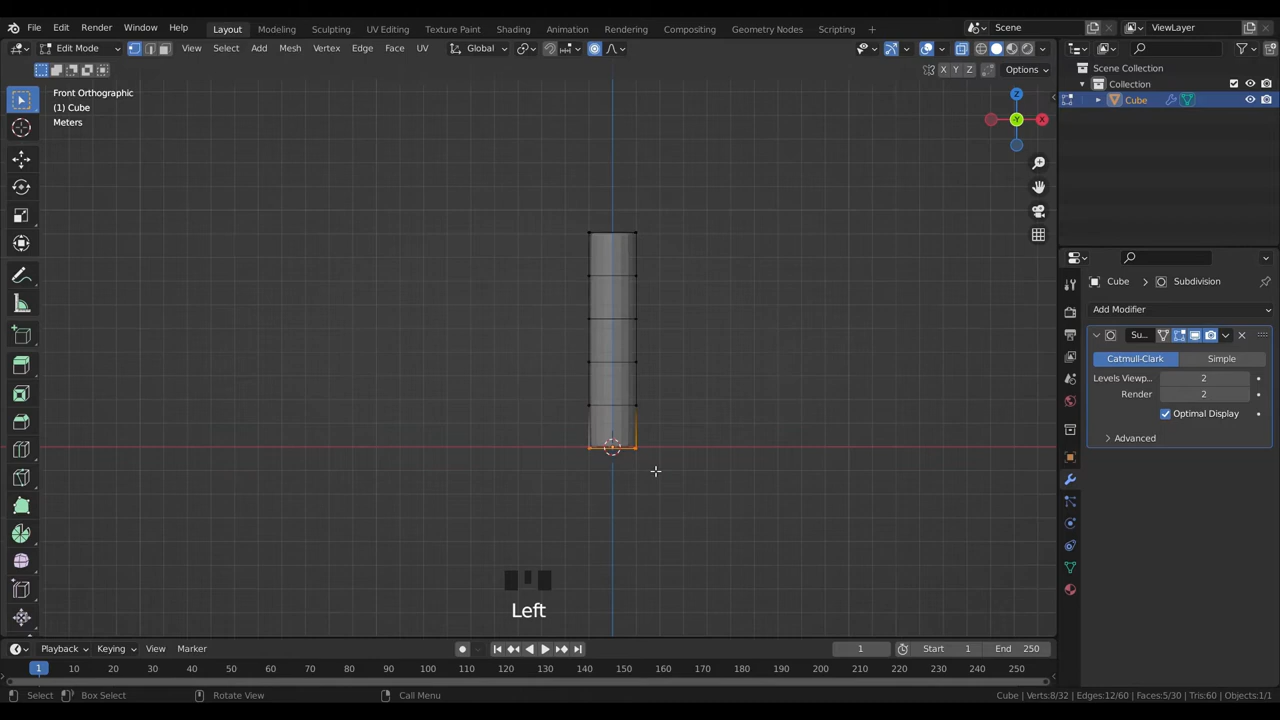 File Edit Render Window Help Layout Modeling Sculpting UV Editing Texture Paint Shading Animation Rendering Compositing Geometry Nodes Scripting Scene ViewLayer
Edit Mode View Select Add Mesh Vertex Edge Face UV Global
X Y Z Options
Scene Collection
Collection
Cube
Front Orthographic
(1) Cube
Meters
Z
Y
X
Cube Subdivision
Add Modifier
Su...
Catmull-Clark Simple
Levels Viewp... 2
Render 2
Optimal Display
Advanced
Left
Playback Keying View Marker 1 Start 1 End 250
1 10 20 30 40 50 60 70 80 90 100 110 120 130 140 150 160 170 180 190 200 210 220 230 240 250
Select Box Select Rotate View Call Menu Cube | Verts:8/32 | Edges:12/60 | Faces:5/30 | Tris:60 | Objects:1/1